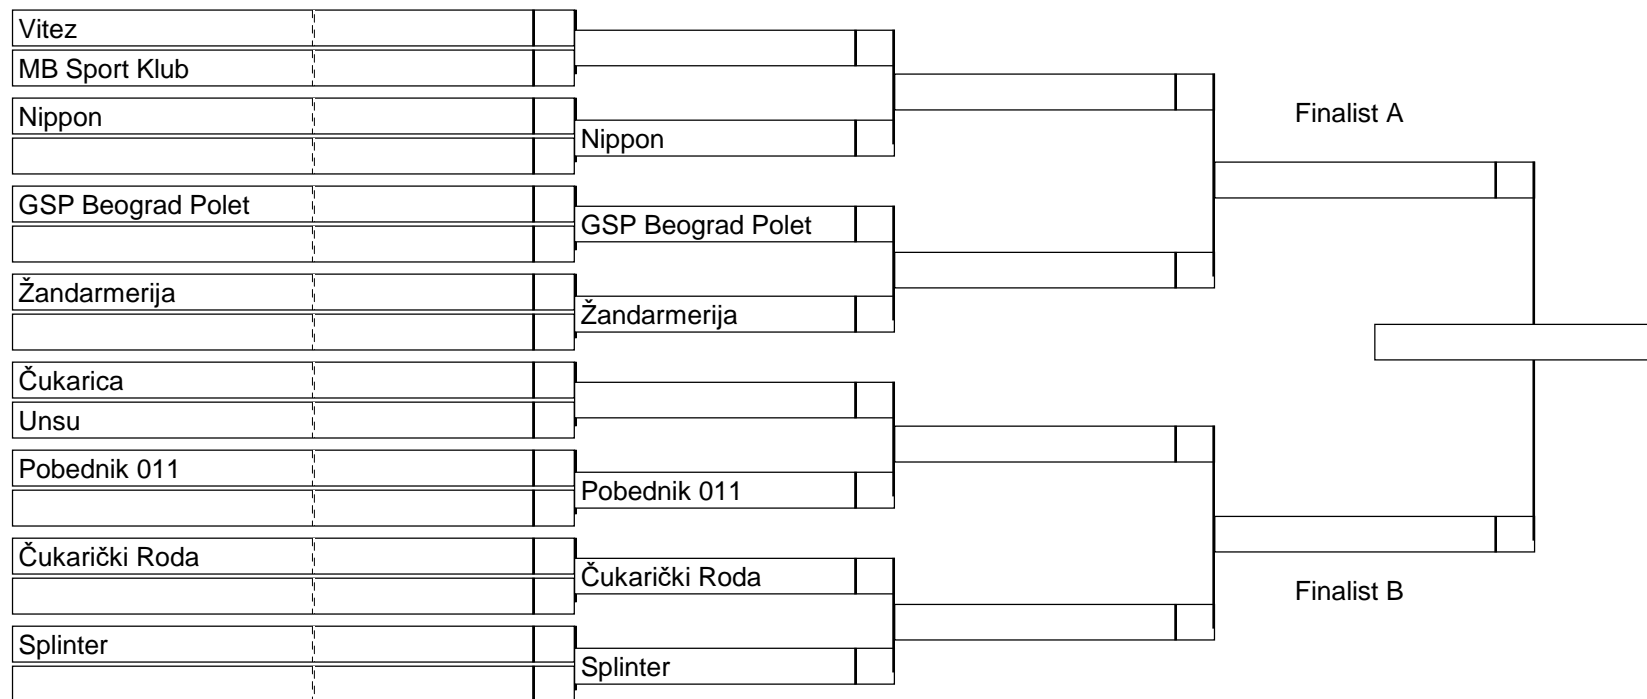 Vitez
MB Sport Klub
Nippon
GSP Beograd Polet
Žandarmerija
Čukarica
Unsu
Pobednik 011
Čukarički Roda
Splinter
Nippon
GSP Beograd Polet
Žandarmerija
Pobednik 011
Čukarički Roda
Splinter
Finalist A
Finalist B